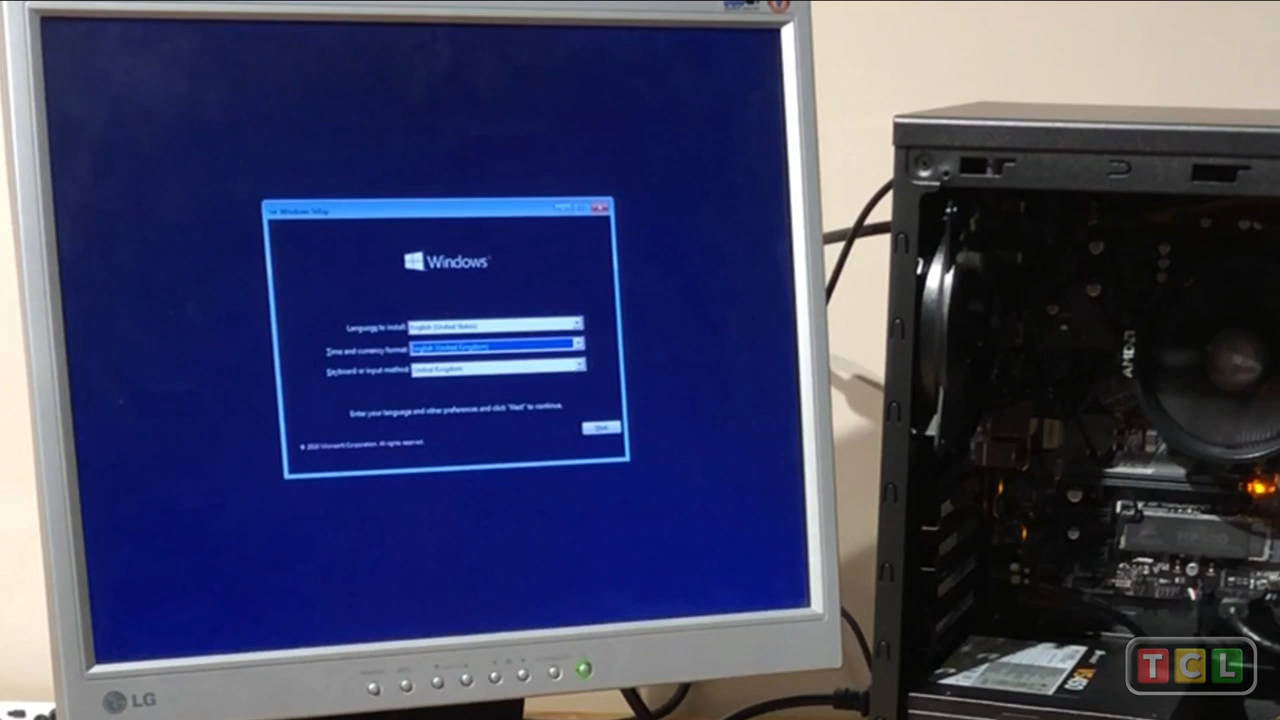 Windows Setup
Windows
Language to install: English (United States)
Time and currency format: English (United Kingdom)
Keyboard or input method: United Kingdom
Enter your language and other preferences and click "Next" to continue.
© 2016 Microsoft Corporation. All rights reserved.
Next
AMD
LG
TCL